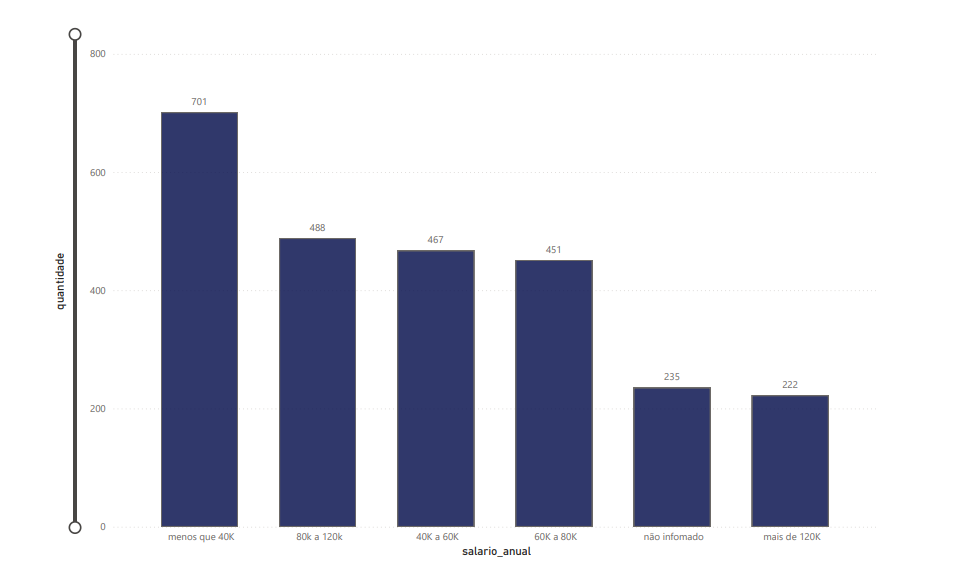 800
701
600
488
467
451
400
235
222
200
0
quantidade
menos que 40K
80k a 120k
40K a 60K
60K a 80K
não infomado
mais de 120K
salario_anual